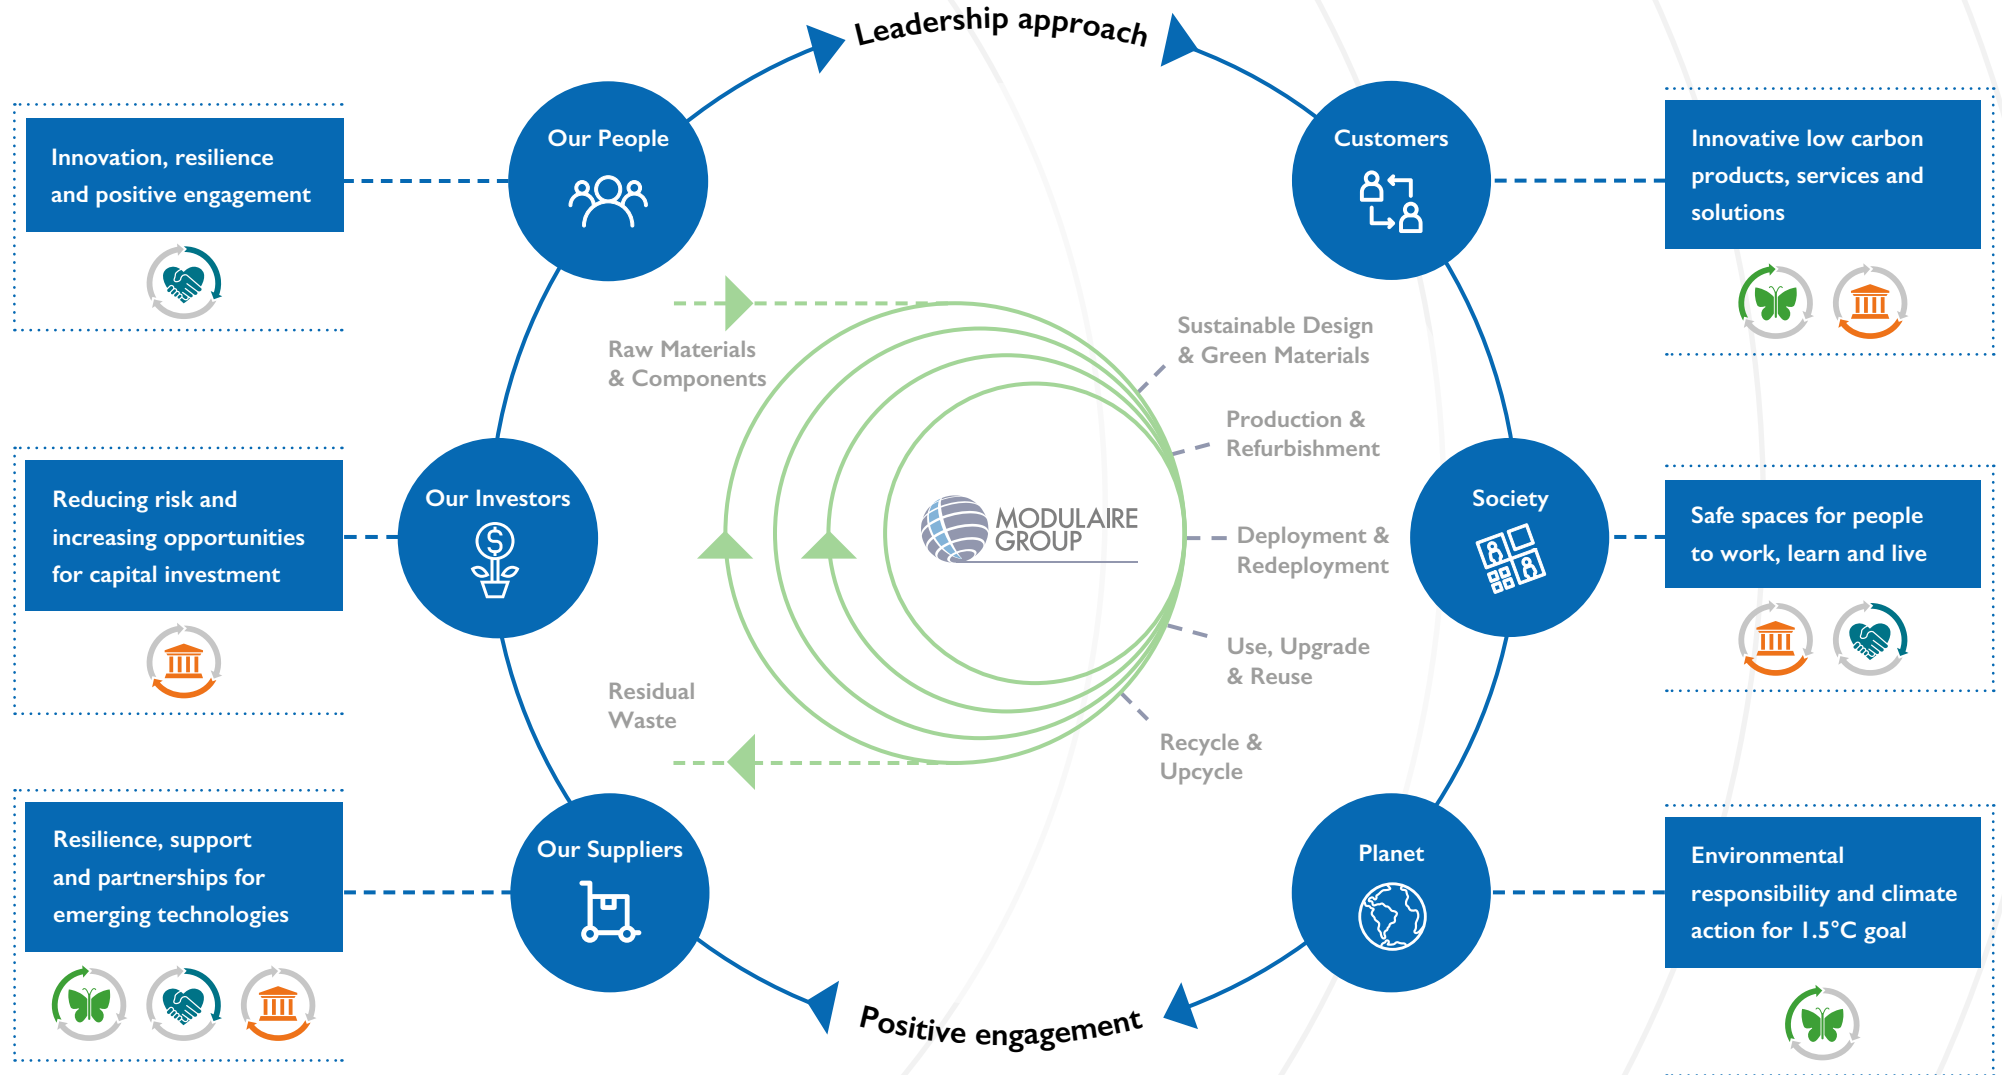 Leadership approach
Our People
Innovation, resilience
and positive engagement
Customers
Innovative low carbon
products, services and
solutions
Raw Materials
& Components
Sustainable Design
& Green Materials
Production &
Refurbishment
Our Investors
Reducing risk and
increasing opportunities
for capital investment
MODULAIRE
GROUP
Deployment &
Redeployment
Society
Safe spaces for people
to work, learn and live
Use, Upgrade
& Reuse
Residual
Waste
Recycle &
Upcycle
Our Suppliers
Resilience, support
and partnerships for
emerging technologies
Planet
Environmental
responsibility and climate
action for 1.5°C goal
Positive engagement